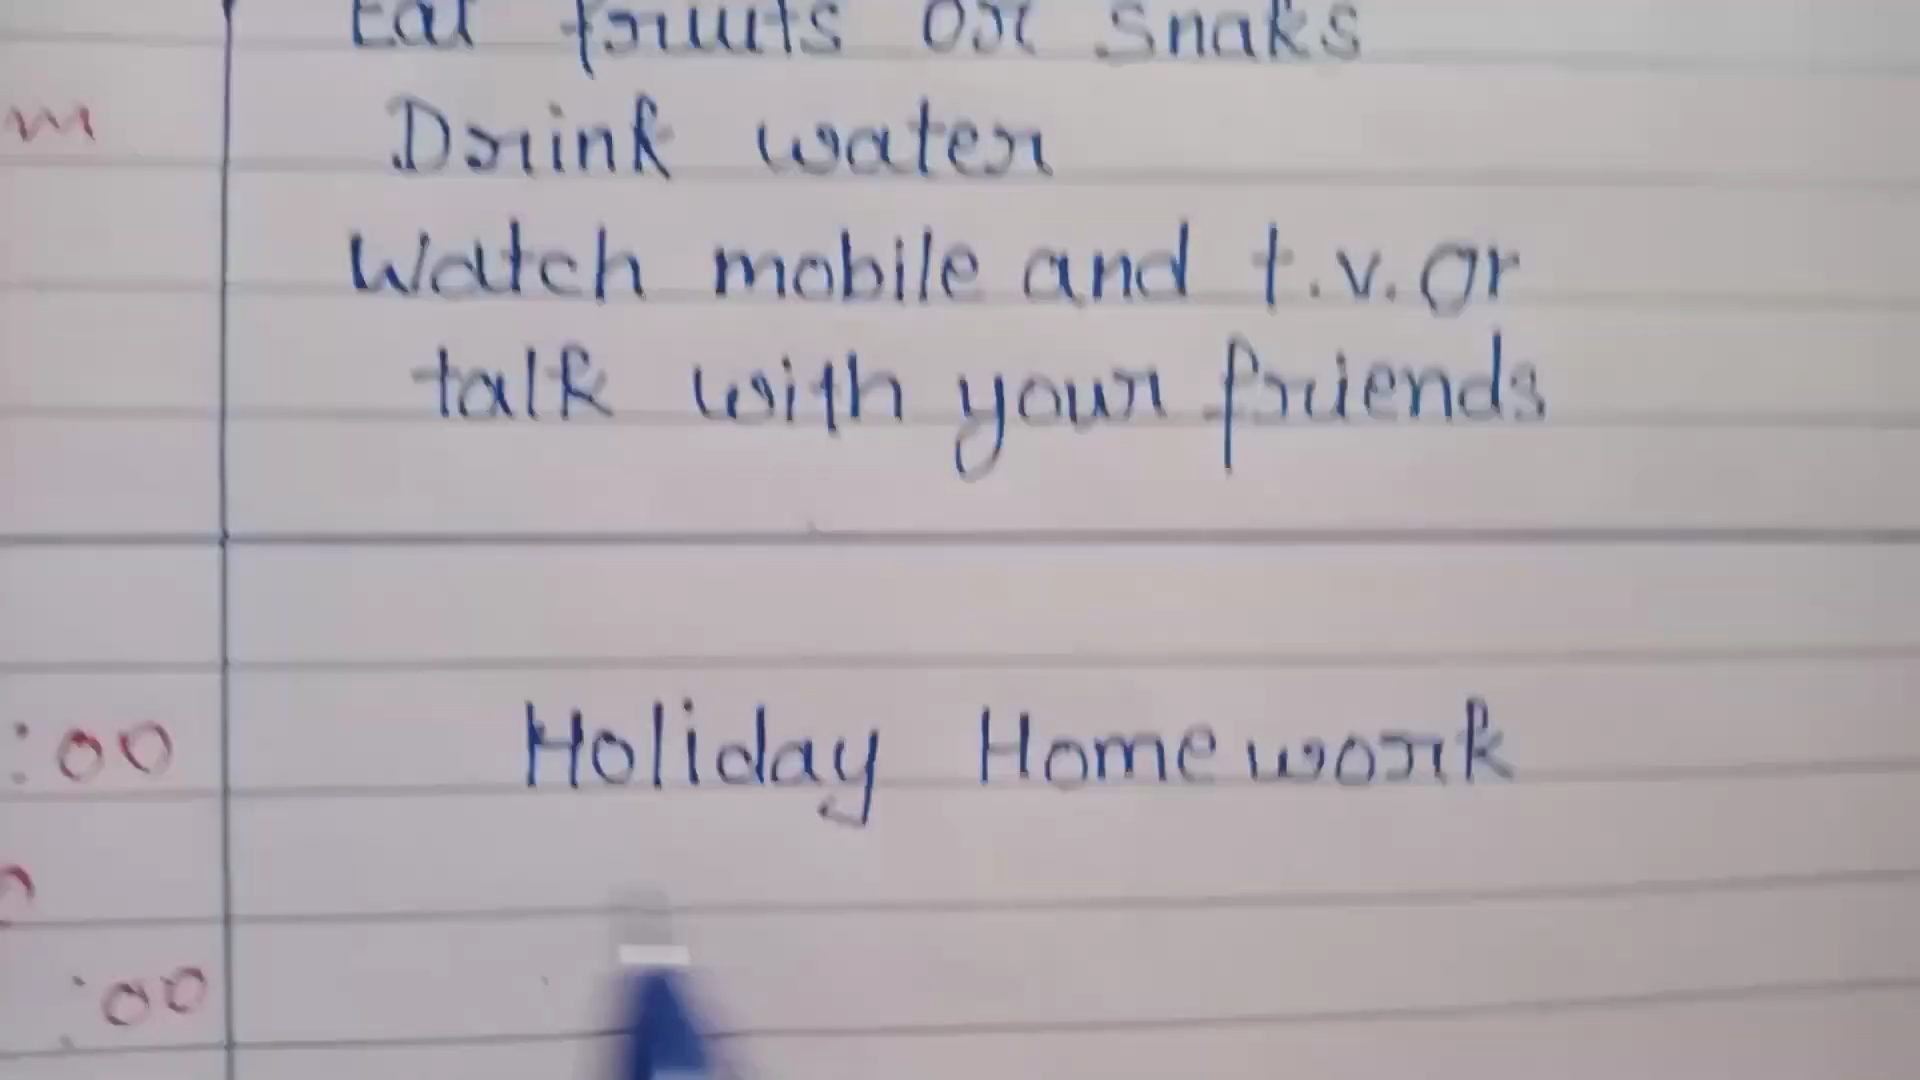 Eat fruits or snaks
m
Drink water
Watch mobile and t.v. or
talk with your friends
:00 Holiday Homework
:00